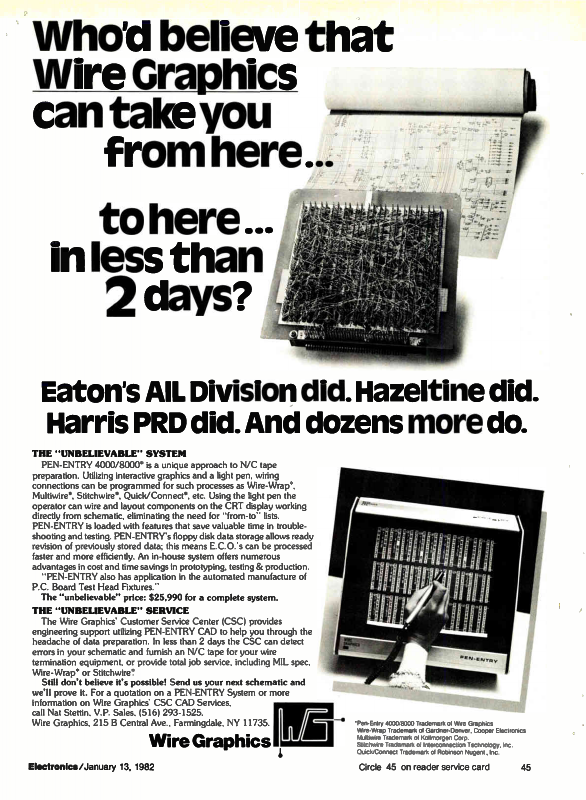 Who'd believe that
Wire Graphics
can take you
from here...
to here...
in less than
2 days?
Eaton's AIL Division did. Hazeltine did.
Harris PRD did. And dozens more do.
THE "UNBELIEVABLE" SYSTEM
PEN-ENTRY 4000/8000* is a unique approach to N/C tape
preparation. Utilizing interactive graphics and a light pen, wiring
connections can be programmed for such processes as Wire-Wrap*,
Multiwire*, Stitchwire*, Quick/Connect*, etc. Using the light pen the
operator can wire and layout components on the CRT display working
directly from schematic, eliminating the need for "from-to" lists.
PEN-ENTRY is loaded with features that save valuable time in trouble-
shooting and testing. PEN-ENTRY's floppy disk data storage allows ready
revision of previously stored data; this means E.C.O.'s can be processed
faster and more efficiently. An in-house system offers numerous
advantages in cost and time savings in prototyping, testing & production.
"PEN-ENTRY also has application in the automated manufacture of
P.C. Board Test Head Fixtures."
The "unbelievable" price: $25,990 for a complete system.
THE "UNBELIEVABLE" SERVICE
The Wire Graphics' Customer Service Center (CSC) provides
engineering support utilizing PEN-ENTRY CAD to help you through the
headache of data preparation. In less than 2 days the CSC can detect
errors in your schematic and furnish an N/C tape for your wire
termination equipment, or provide total job service, including MIL spec,
Wire-Wrap* or Stitchwire*.
Still don't believe it's possible! Send us your next schematic and
we'll prove it. For a quotation on a PEN-ENTRY System or more
information on Wire Graphics' CSC CAD Services,
call Nat Stettin, V.P. Sales, (516) 293-1525.
Wire Graphics, 215 B Central Ave., Farmingdale, NY 11735.
Wire Graphics
WG
PEN-ENTRY
*Pen-Entry 4000/8000 Trademark of Wire Graphics
Wire-Wrap Trademark of Gardner-Denver, Cooper Electronics
Multiwire Trademark of Kollmorgen Corp.
Stitchwire Trademark of Interconnection Technology, Inc.
Quick/Connect Trademark of Robinson Nugent, Inc.
Electronics/January 13, 1982
Circle 45 on reader service card
45